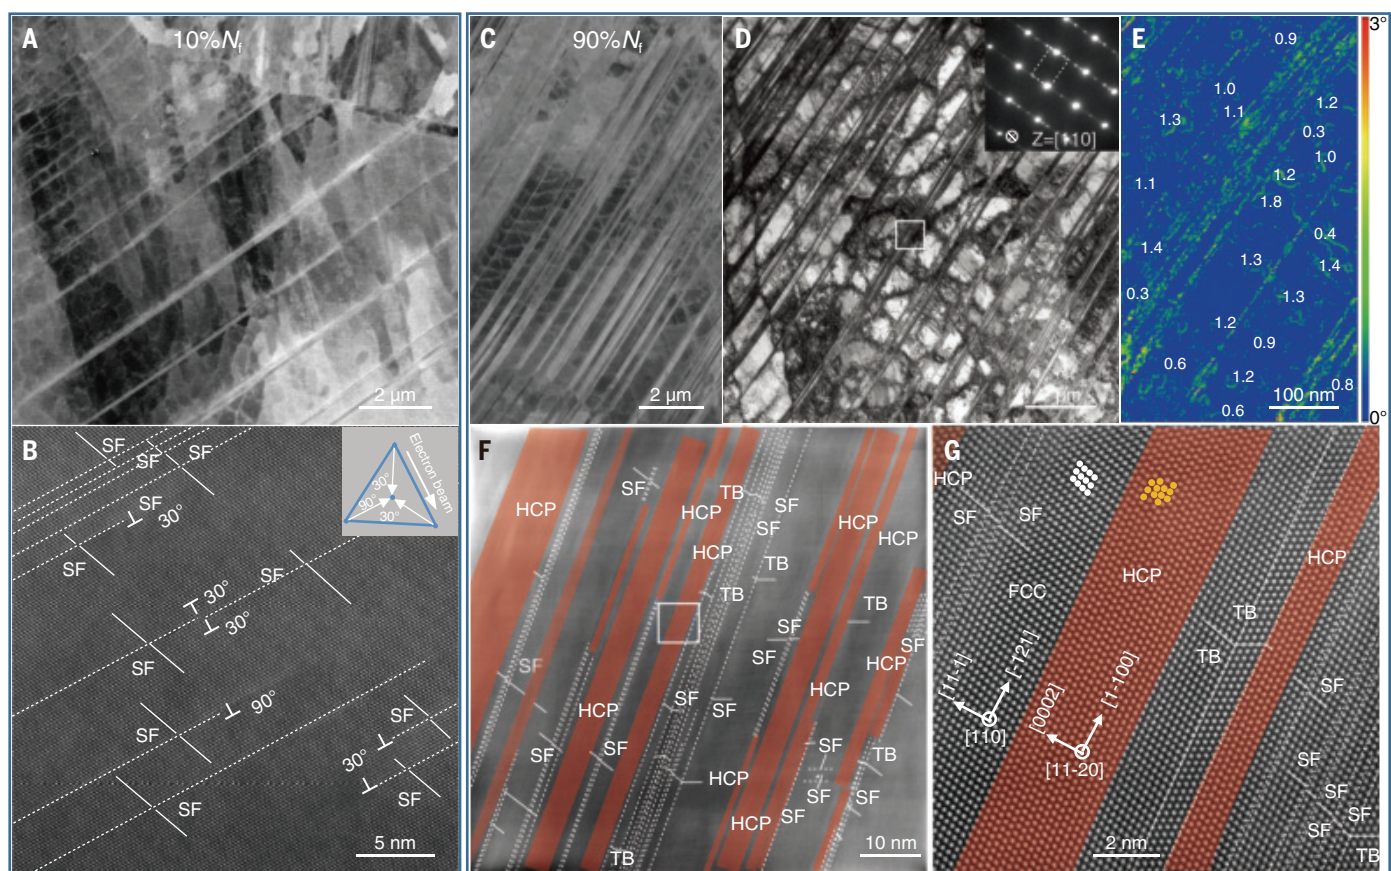 A
10%Nf
2 µm
B
SF
SF
SF
SF
30°
SF
SF
30°
30°
SF
90°
SF
SF
30°
SF
SF
5 nm
Electron beam
30°
90°
30°
C
90%Nf
2 µm
D
Z=[110]
E
0.9
1.0
1.1
1.2
1.3
0.3
1.0
1.2
1.1
1.8
0.4
1.4
1.3
1.4
0.3
1.3
1.2
0.9
0.6
1.2
0.8
0.6
100 nm
3°
0°
F
HCP
SF
HCP
TB
SF
SF
HCP
HCP
HCP
TB
TB
TB
SF
SF
SF
HCP
SF
HCP
SF
SF
HCP
SF
SF
SF
TB
HCP
SF
SF
HCP
SF
TB
10 nm
G
HCP
SF
SF
HCP
HCP
FCC
TB
TB
[11-1]
[-121]
[110]
[0002]
[1-100]
[11-20]
SF
SF
SF
SF
SF
TB
2 nm